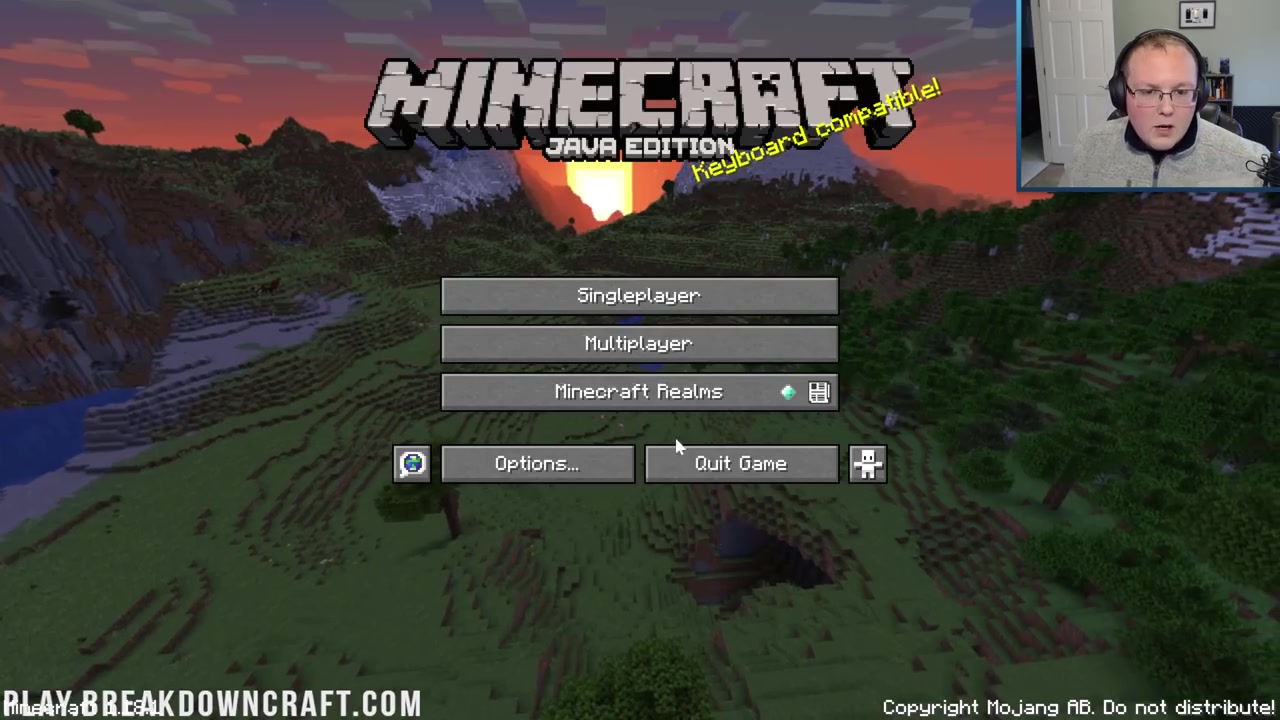 MINECRAFT
JAVA EDITION
Keyboard compatible!
Singleplayer
Multiplayer
Minecraft Realms
Options...
Quit Game
PLAY.BREAKDOWNCRAFT.COM
Copyright Mojang AB. Do not distribute!